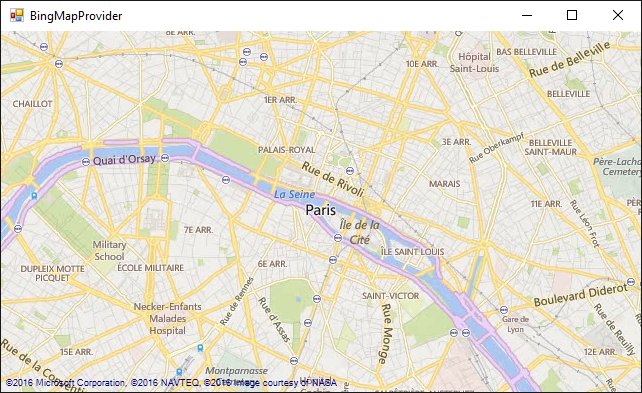 BingMapProvider
BAS BELLEVILLE
Hôpital
Saint-Louis
Rue de Belleville
10E ARR.
CHAILLOT
1ER ARR.
BELLEVILLE
3E ARR.
Rue Oberkampf
BELLEVILLE
SAINT-MAUR
PALAIS-ROYAL
Quai d'Orsay
Rue de Rivoli
Père-Lacha
Cemetery
MARAIS
La Seine
Paris
11E ARR.
Rue Léon Frot
PÈR
7E ARR.
Île de la
Cité
Military
School
ÎLE SAINT LOUIS
DUPLEIX MOTTE
PICQUET
ÉCOLE MILITAIRE
6E ARR.
Rue de Rennes
SAINT-VICTOR
Boulevard Diderot
Necker-Enfants
Malades
Hospital
Rue d'Assas
Rue Monge
Gare de
Lyon
Rue de Reuilly
15E ARR.
12E ARR.
Rue de la Conventi
Montparnasse
Hôpital
©2016 Microsoft Corporation, ©2016 NAVTEQ, ©2016 Image courtesy of NASA